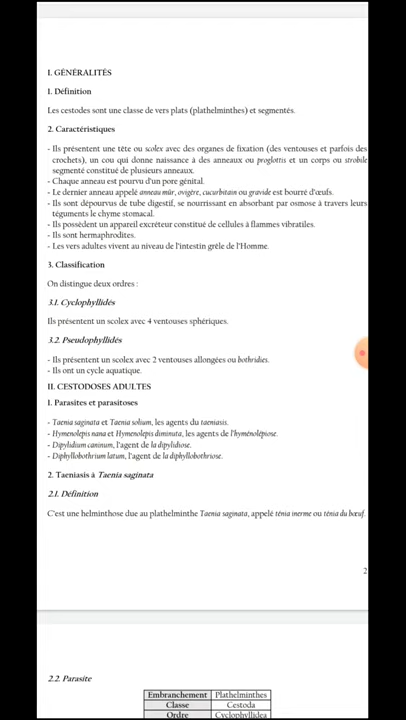 I. GÉNÉRALITÉS
1. Définition
Les cestodes sont une classe de vers plats (plathelminthes) et segmentés.
2. Caractéristiques
- Ils présentent une tête ou scolex avec des organes de fixation (des ventouses et parfois des
crochets), un cou qui donne naissance à des anneaux ou proglottis et un corps ou strobile
segmenté constitué de plusieurs anneaux.
- Chaque anneau est pourvu d'un pore génital.
- Le dernier anneau appelé anneau mûr, ovigère, cucurbitain ou gravide est bourré d'œufs.
- Ils sont dépourvus de tube digestif, se nourrissant en absorbant par osmose à travers leurs
téguments le chyme stomacal.
- Ils possèdent un appareil excréteur constitué de cellules à flammes vibratiles.
- Ils sont hermaphrodites.
- Les vers adultes vivent au niveau de l'intestin grêle de l'Homme.
3. Classification
On distingue deux ordres :
3.1. Cyclophyllidés
Ils présentent un scolex avec 4 ventouses sphériques.
3.2. Pseudophyllidés
- Ils présentent un scolex avec 2 ventouses allongées ou bothridies.
- Ils ont un cycle aquatique.
II. CESTODOSES ADULTES
1. Parasites et parasitoses
- Taenia saginata et Taenia solium, les agents du taeniasis.
- Hymenolepis nana et Hymenolepis diminuta, les agents de l'hyménolépiose.
- Dipylidium caninum, l'agent de la dipylidiose.
- Diphyllobothrium latum, l'agent de la diphyllobothriose.
2. Taeniasis à Taenia saginata
2.1. Définition
C'est une helminthose due au plathelminthe Taenia saginata, appelé ténia inerme ou ténia du bœuf.
2
2.2. Parasite
Embranchement Plathelminthes
Classe Cestoda
Ordre Cyclophyllidea